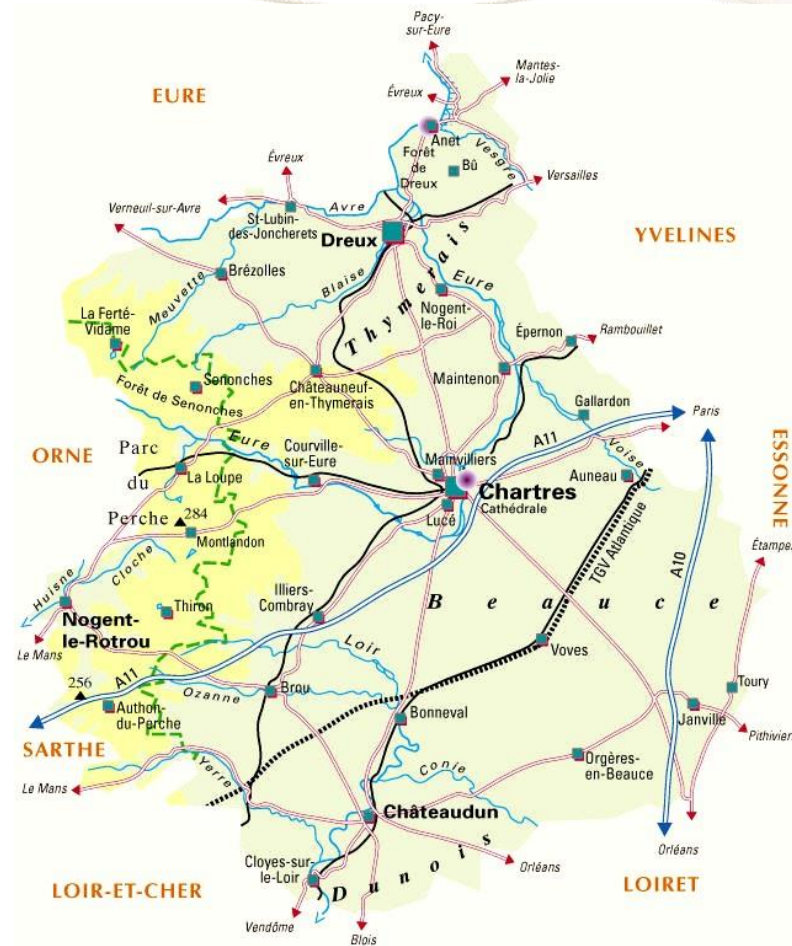 Pacy-
sur-Eure
Mantes-
la-Jolie
EURE
Évreux
Anet
Forêt
de
Dreux
Bû
Vesgre
Évreux
Versailles
Verneuil-sur-Avre
Avre
St-Lubin-
des-Joncherets
Dreux
YVELINES
Brézolles
Meuvette
Blaise
Thymerais
Eure
Nogent-
le-Roi
La Ferté-
Vidame
Épernon
Rambouillet
Senonches
Forêt de Senonches
Châteauneuf-
en-Thymerais
Maintenon
Gallardon
Paris
A11
Voise
ORNE
Parc
du
Perche
Eure
Courville-
sur-Eure
La Loupe
Mainvilliers
Chartres
Cathédrale
Lucé
Auneau
ESSONNE
284
Montlandon
TGV Atlantique
A10
Étampe
Cloche
Huisne
Thiron
Illiers-
Combray
Beauce
Nogent-
le-Rotrou
Le Mans
Loir
Voves
256
A11
Ozanne
Brou
Authon-
du-Perche
Bonneval
Toury
Janville
Pithivier
SARTHE
Le Mans
Yerre
Conie
Orgères-
en-Beauce
Châteaudun
Cloyes-sur-
le-Loir
Dunois
Orléans
Orléans
LOIR-ET-CHER
LOIRET
Vendôme
Blois